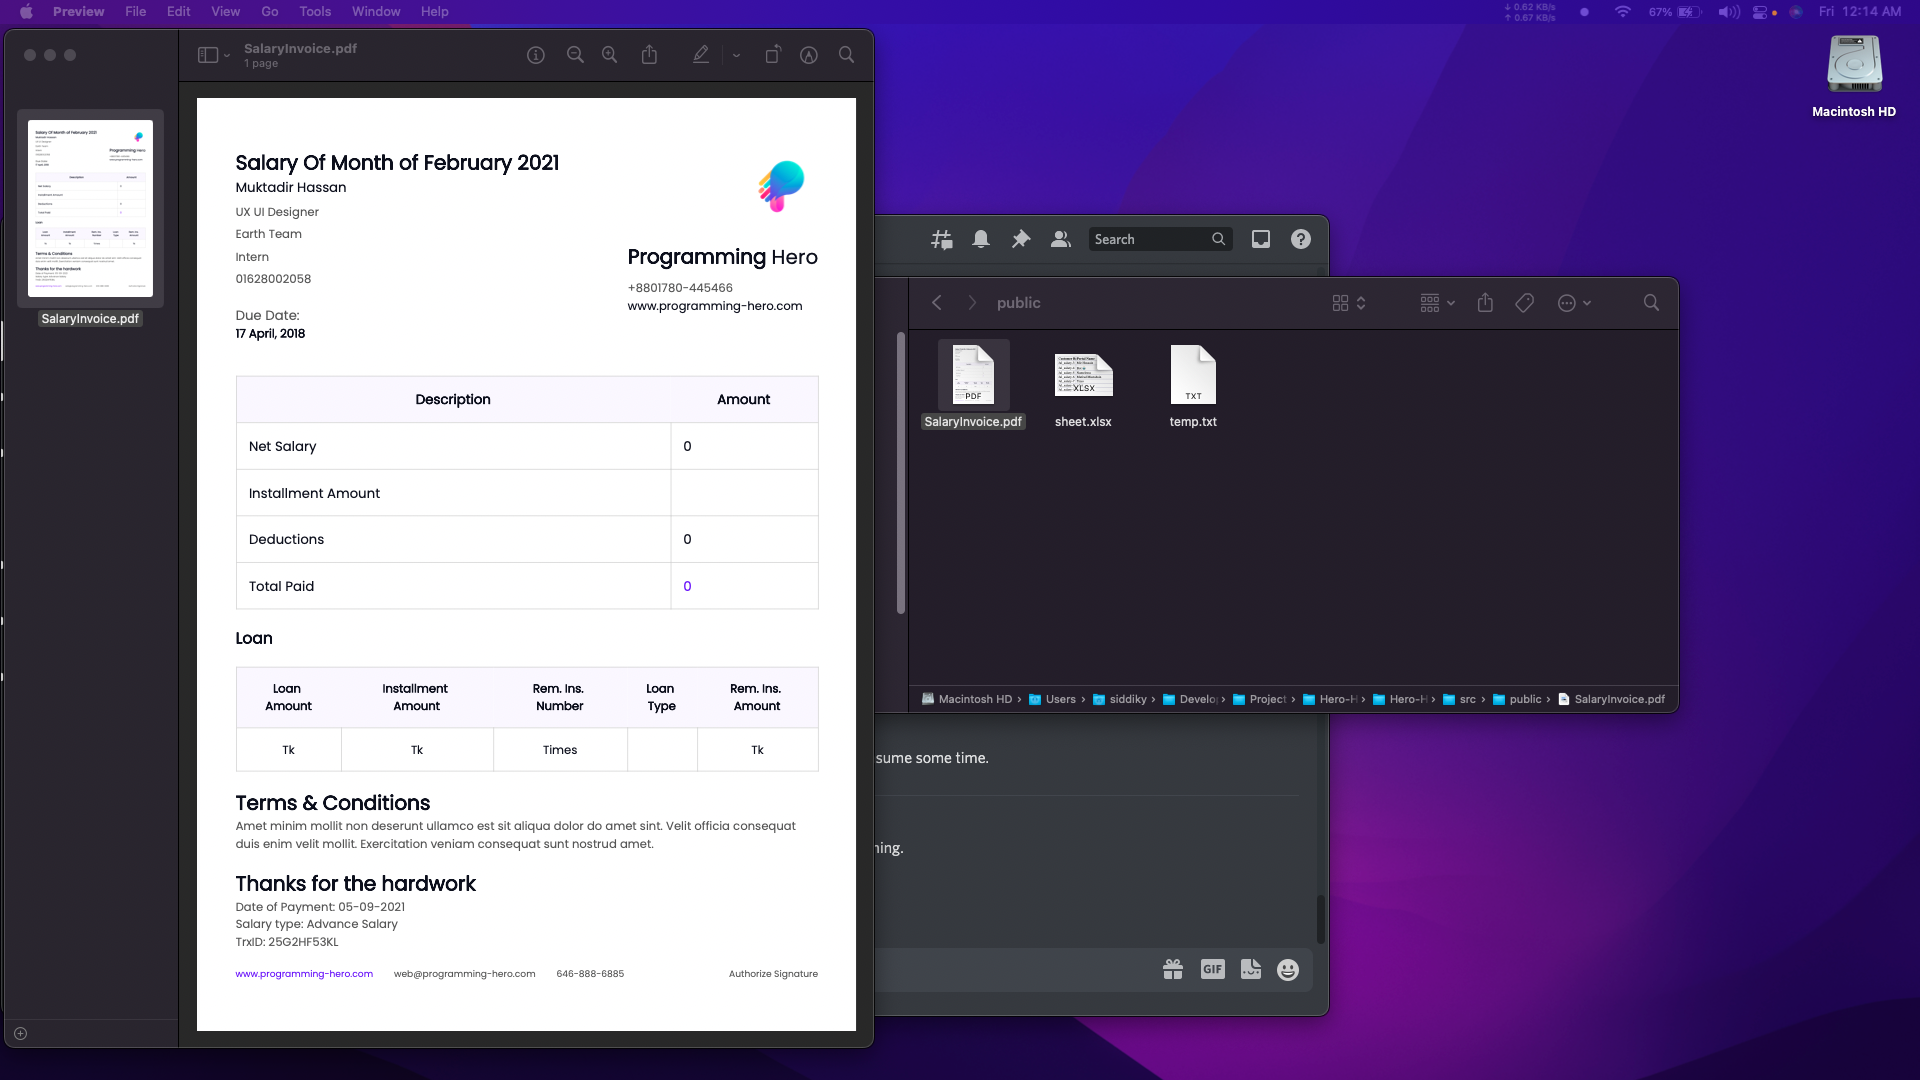 Preview File Edit View Go Tools Window Help
0.62 KB/s
0.67 KB/s
67%
Fri 12:14 AM
SalaryInvoice.pdf
1 page
SalaryInvoice.pdf
Salary Of Month of February 2021
Muktadir Hassan
UX UI Designer
Earth Team
Intern
01628002058
Due Date:
17 April, 2018
Programming Hero
+8801780-445466
www.programming-hero.com
Description Amount
Net Salary 0
Installment Amount
Deductions 0
Total Paid 0
Loan
Loan Amount Installment Amount Rem. Ins. Number Loan Type Rem. Ins. Amount
Tk Tk Times Tk
Terms & Conditions
Amet minim mollit non deserunt ullamco est sit aliqua dolor do amet sint. Velit officia consequat
duis enim velit mollit. Exercitation veniam consequat sunt nostrud amet.
Thanks for the hardwork
Date of Payment: 05-09-2021
Salary type: Advance Salary
TrxID: 25G2HF53KL
www.programming-hero.com web@programming-hero.com 646-888-6885 Authorize Signature
Macintosh HD
Search
public
PDF
XLSX
TXT
SalaryInvoice.pdf sheet.xlsx temp.txt
Macintosh HD › Users › siddiky › Develop › Project › Hero-H › Hero-H › src › public › SalaryInvoice.pdf
sume some time.
ning.
GIF